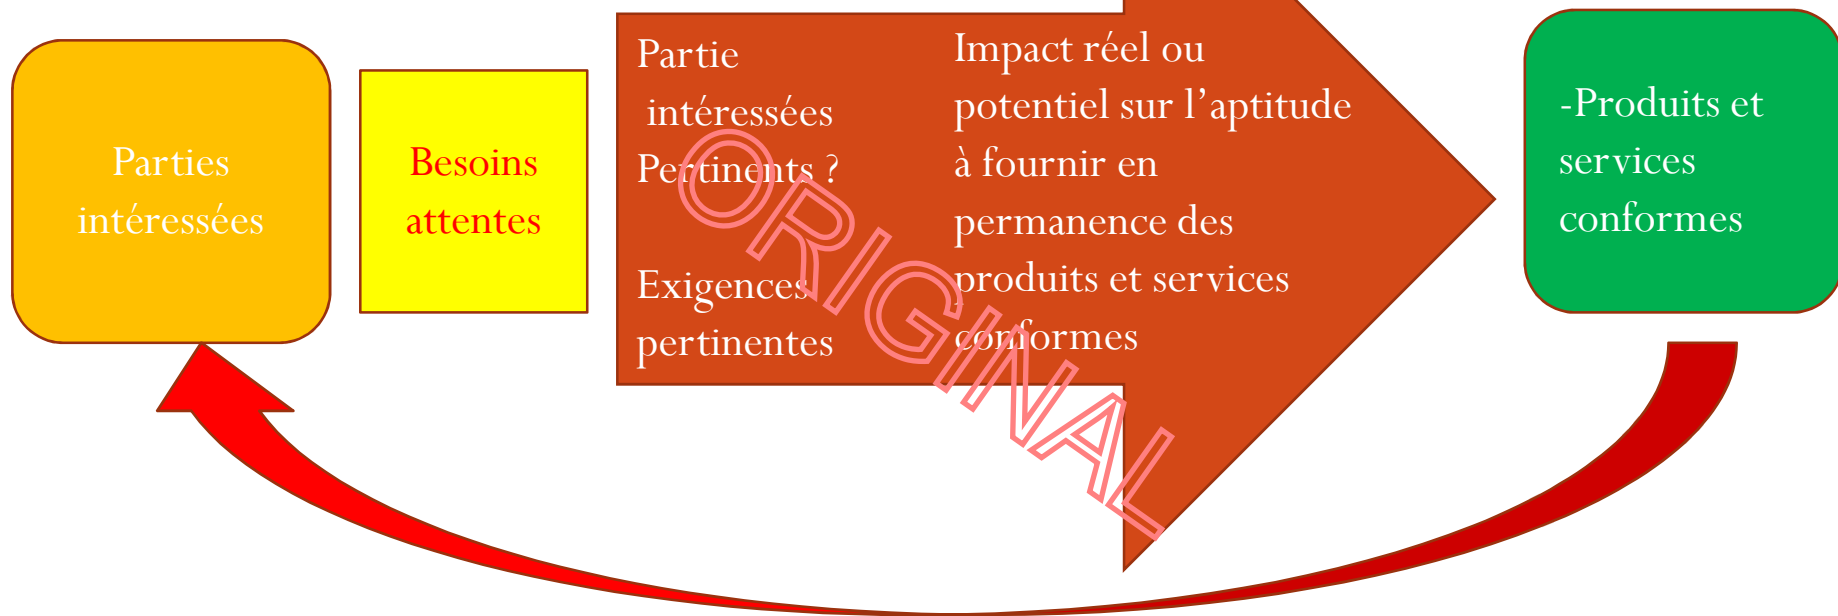 Parties
intéressées
Besoins
attentes
Partie
intéressées
Pertinents ?
Exigences
pertinentes
Impact réel ou
potentiel sur l’aptitude
à fournir en
permanence des
produits et services
conformes
-Produits et
services
conformes
ORIGINAL